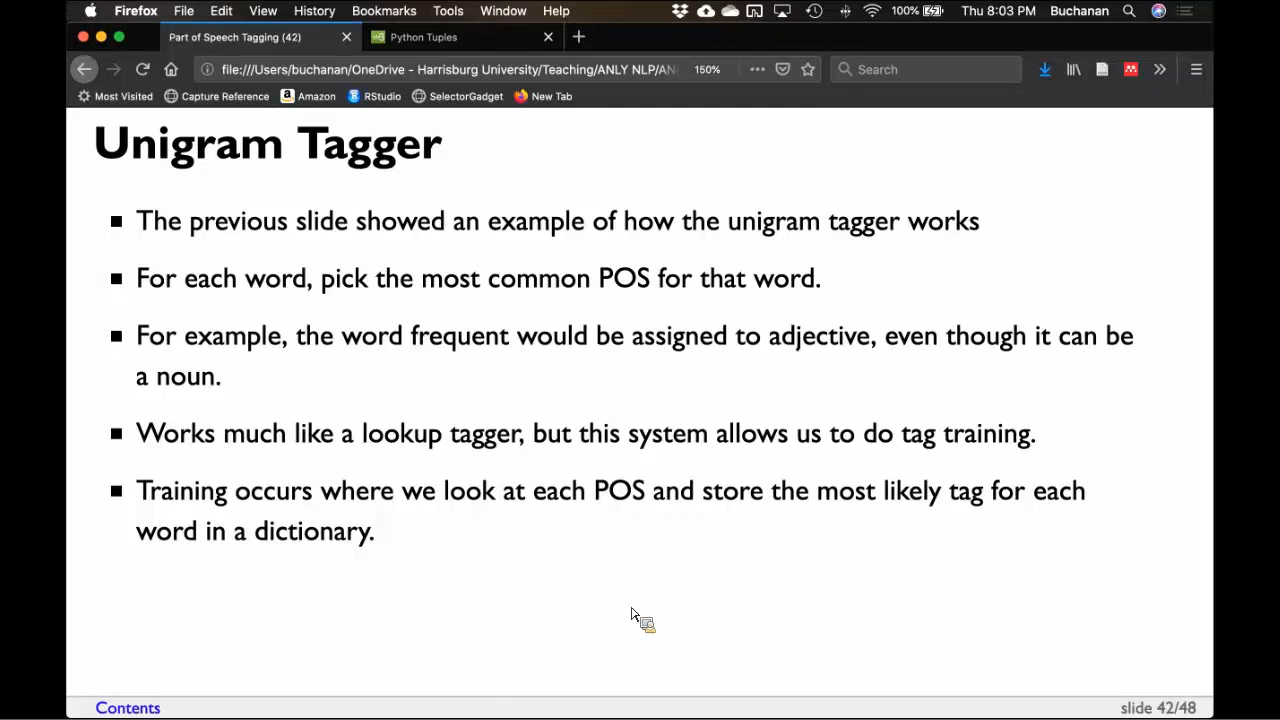 Firefox File Edit View History Bookmarks Tools Window Help 100% Thu 8:03 PM Buchanan
Part of Speech Tagging (42) Python Tuples
file:///Users/buchanan/OneDrive - Harrisburg University/Teaching/ANLY NLP/AN 150% Search
Most Visited Capture Reference Amazon RStudio SelectorGadget New Tab
Unigram Tagger
The previous slide showed an example of how the unigram tagger works
For each word, pick the most common POS for that word.
For example, the word frequent would be assigned to adjective, even though it can be
a noun.
Works much like a lookup tagger, but this system allows us to do tag training.
Training occurs where we look at each POS and store the most likely tag for each
word in a dictionary.
Contents slide 42/48